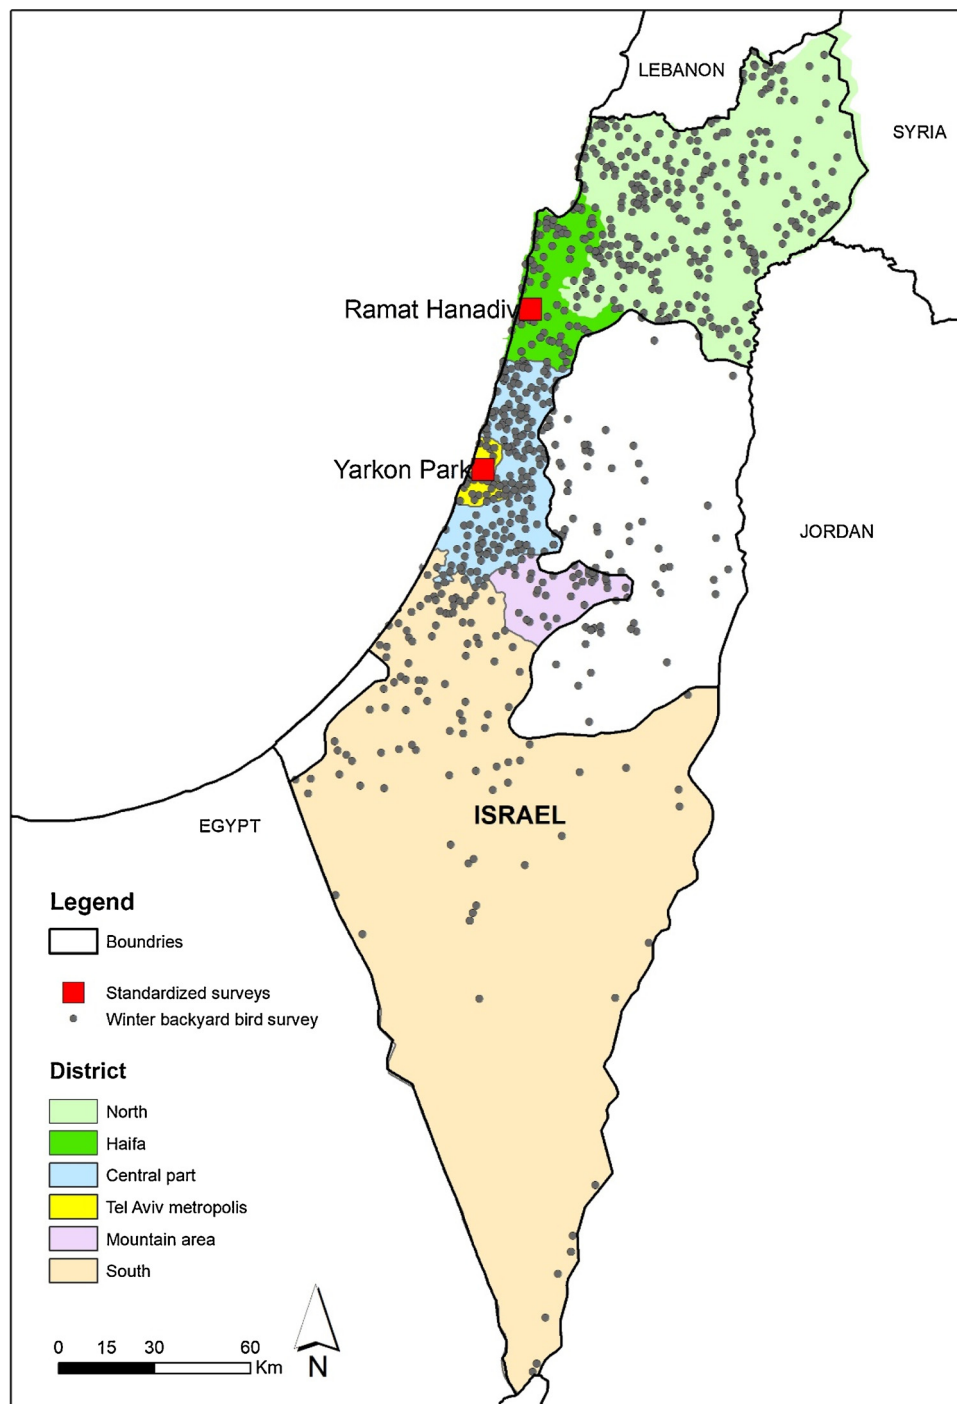 LEBANON
SYRIA
Ramat Hanadiv
Yarkon Park
JORDAN
ISRAEL
EGYPT
Legend
Boundries
Standardized surveys
Winter backyard bird survey
District
North
Haifa
Central part
Tel Aviv metropolis
Mountain area
South
0 15 30 60
Km
N